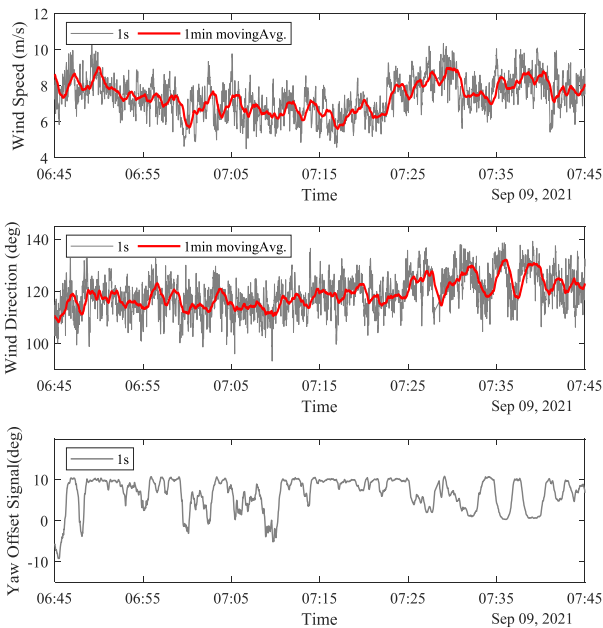 12
10
8
6
4
Wind Speed (m/s)
1s 1min movingAvg.
06:45 06:55 07:05 07:15 07:25 07:35 07:45
Time
Sep 09, 2021
140
120
100
Wind Direction (deg)
1s 1min movingAvg.
06:45 06:55 07:05 07:15 07:25 07:35 07:45
Time
Sep 09, 2021
10
0
-10
Yaw Offset Signal(deg)
1s
06:45 06:55 07:05 07:15 07:25 07:35 07:45
Time
Sep 09, 2021